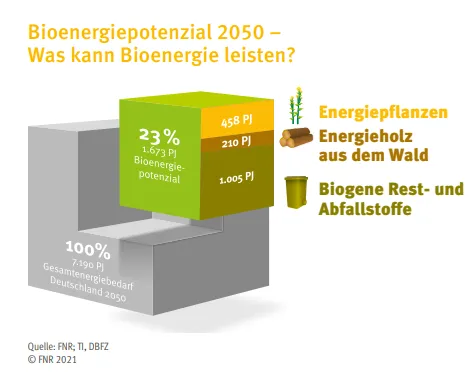 Bioenergiepotenzial 2050 –
Was kann Bioenergie leisten?
23 %
1.673 PJ
Bioenergie-
potenzial
458 PJ
210 PJ
1.005 PJ
Energiepflanzen
Energieholz
aus dem Wald
Biogene Rest- und
Abfallstoffe
100%
7.190 PJ
Gesamtenergiebedarf
Deutschland 2050
Quelle: FNR; TI, DBFZ
© FNR 2021